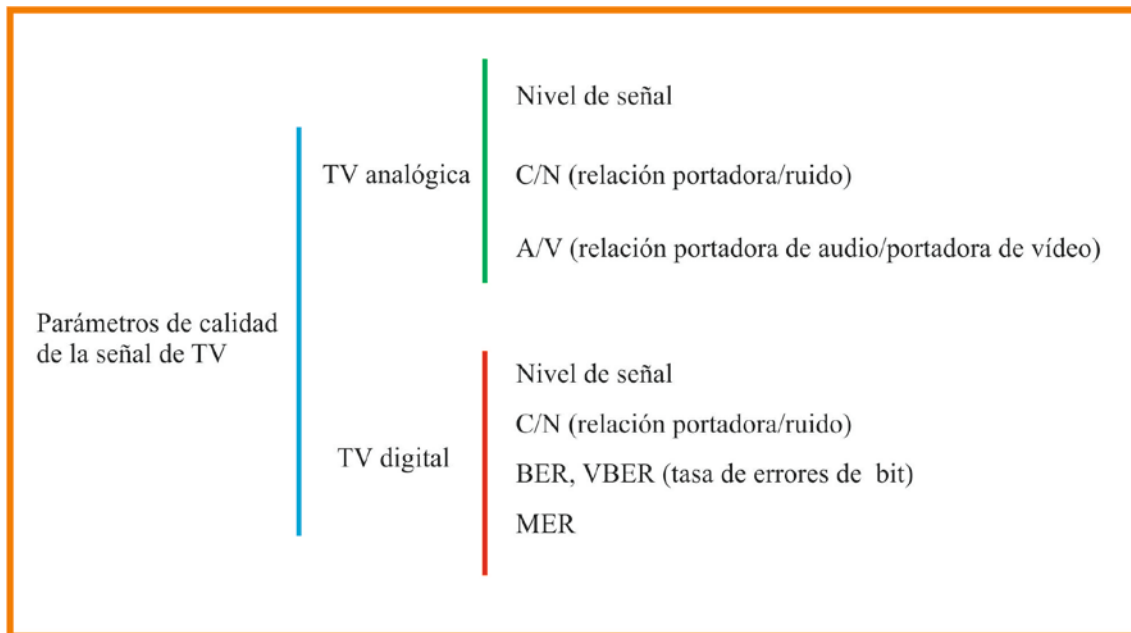 Parámetros de calidad
de la señal de TV
TV analógica
Nivel de señal
C/N (relación portadora/ruido)
A/V (relación portadora de audio/portadora de vídeo)
TV digital
Nivel de señal
C/N (relación portadora/ruido)
BER, VBER (tasa de errores de bit)
MER